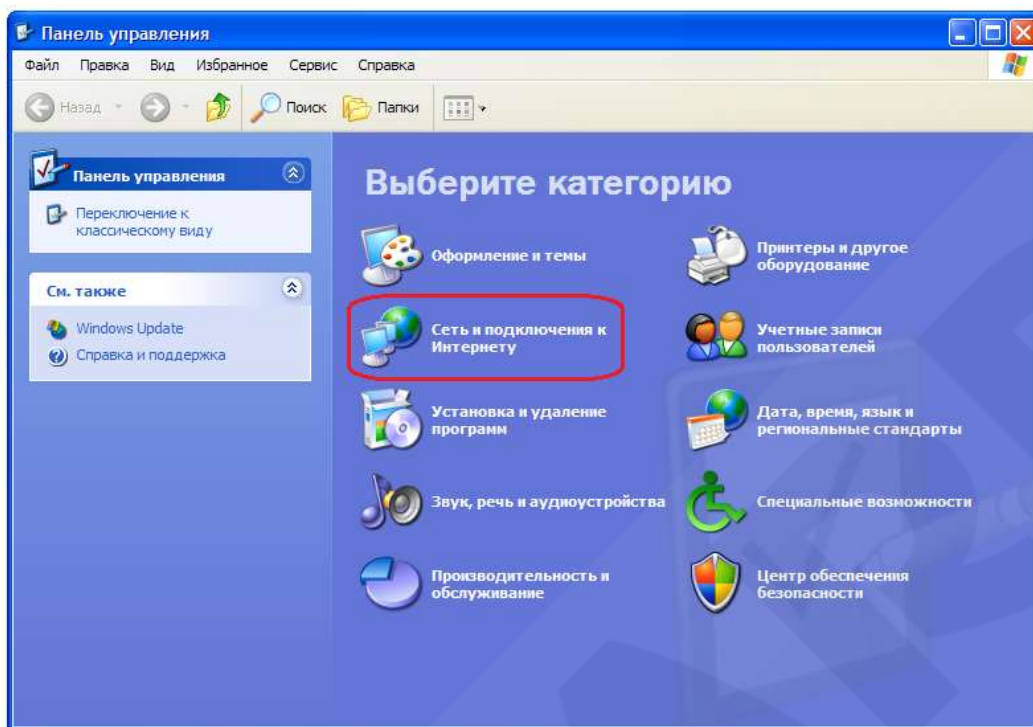 Панель управления
Файл Правка Вид Избранное Сервис Справка
Назад Поиск Папки
Панель управления
Переключение к
классическому виду
См. также
Windows Update
Справка и поддержка
Выберите категорию
Оформление и темы
Принтеры и другое
оборудование
Сеть и подключения к
Интернету
Учетные записи
пользователей
Установка и удаление
программ
Дата, время, язык и
региональные стандарты
Звук, речь и аудиоустройства
Специальные возможности
Производительность и
обслуживание
Центр обеспечения
безопасности